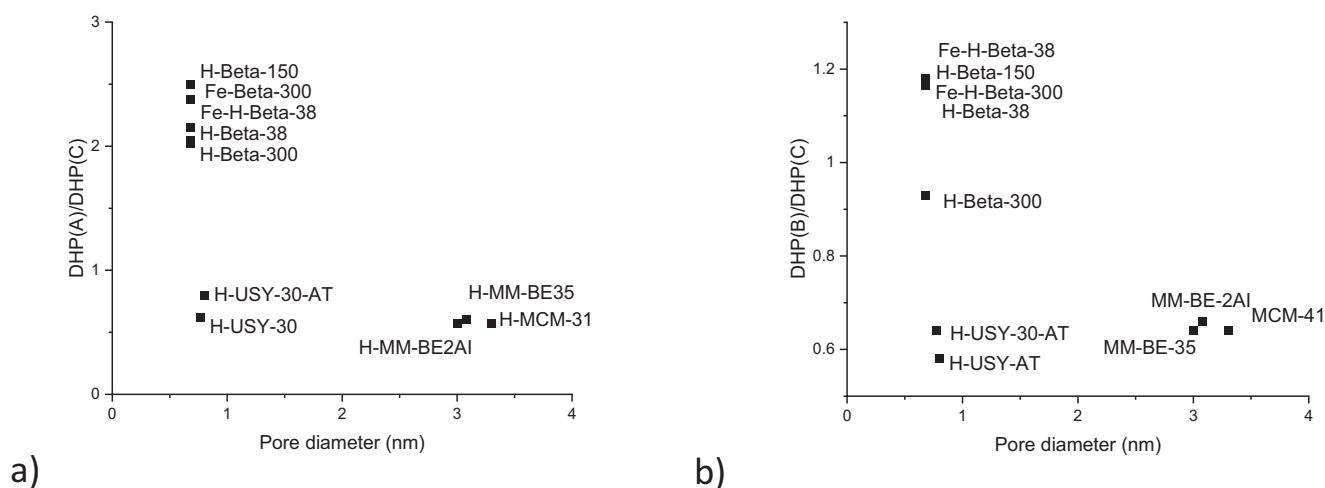 3
2
1
0
DHP(A)/DHP(C)
H-Beta-150
Fe-Beta-300
Fe-H-Beta-38
H-Beta-38
H-Beta-300
H-USY-30-AT
H-USY-30
H-MM-BE35
H-MCM-31
H-MM-BE2AI
0 1 2 3 4
Pore diameter (nm)
a)
1.2
1
0.8
0.6
DHP(B)/DHP(C)
Fe-H-Beta-38
H-Beta-150
Fe-H-Beta-300
H-Beta-38
H-Beta-300
MM-BE-2AI
MCM-41
H-USY-30-AT
MM-BE-35
H-USY-AT
0 1 2 3 4
Pore diameter (nm)
b)